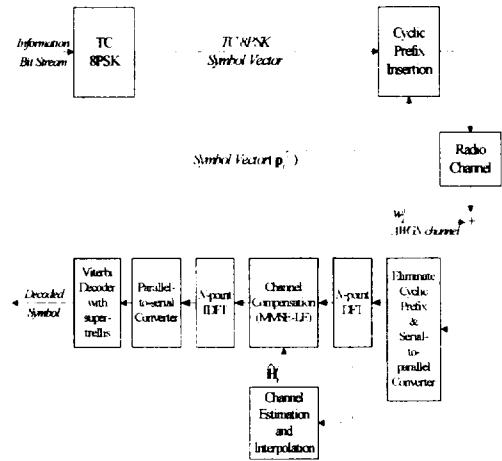 Information
Bit Stream
TC
8PSK
TC 8PSK
Symbol Vector
Cyclic
Prefix
Insertion
Symbol Vector(
Radio
Channel
AWGN channel
Decoded
Symbol
Viterbi
Decoder
with
super-
trellis
Parallel-
to-serial
Converter
N-point
IDFT
Channel
Compensation
(MMSE-LE)
N-point
DFT
Eliminate
Cyclic
Prefix
&
Serial-
to-
parallel
Converter
Channel
Estimation
and
Interpolation